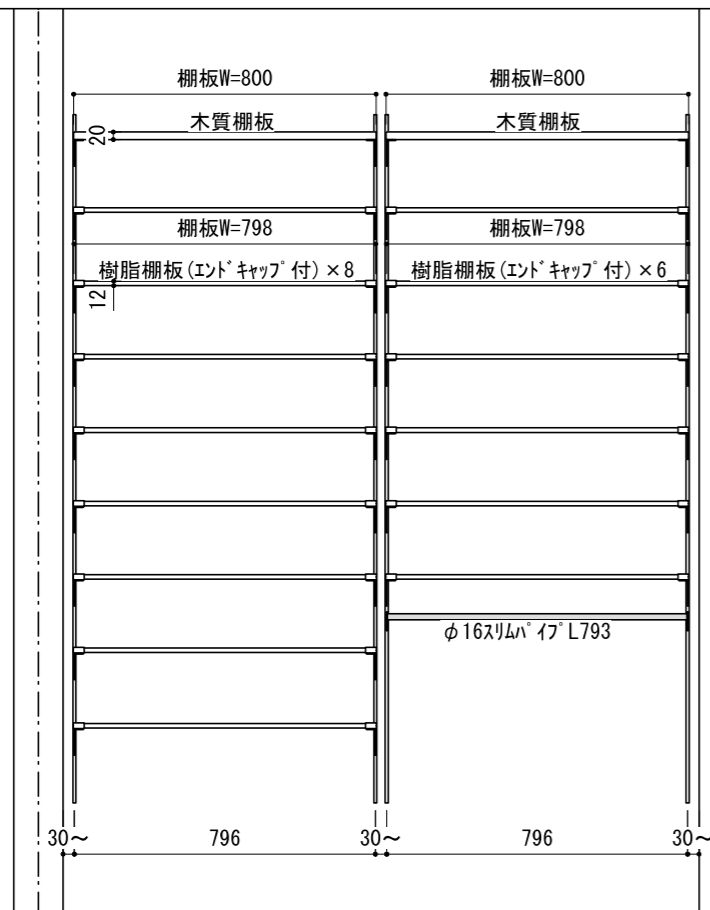 棚板W=800
棚板W=800
木質棚板
木質棚板
20
棚板W=798
棚板W=798
樹脂棚板(ｴﾝﾄﾞｷｬｯﾌﾟ付)×8
樹脂棚板(ｴﾝﾄﾞｷｬｯﾌﾟ付)×6
12
φ16ｽﾘﾑﾊﾟｲﾌﾟL793
30～
796
30～
796
30～